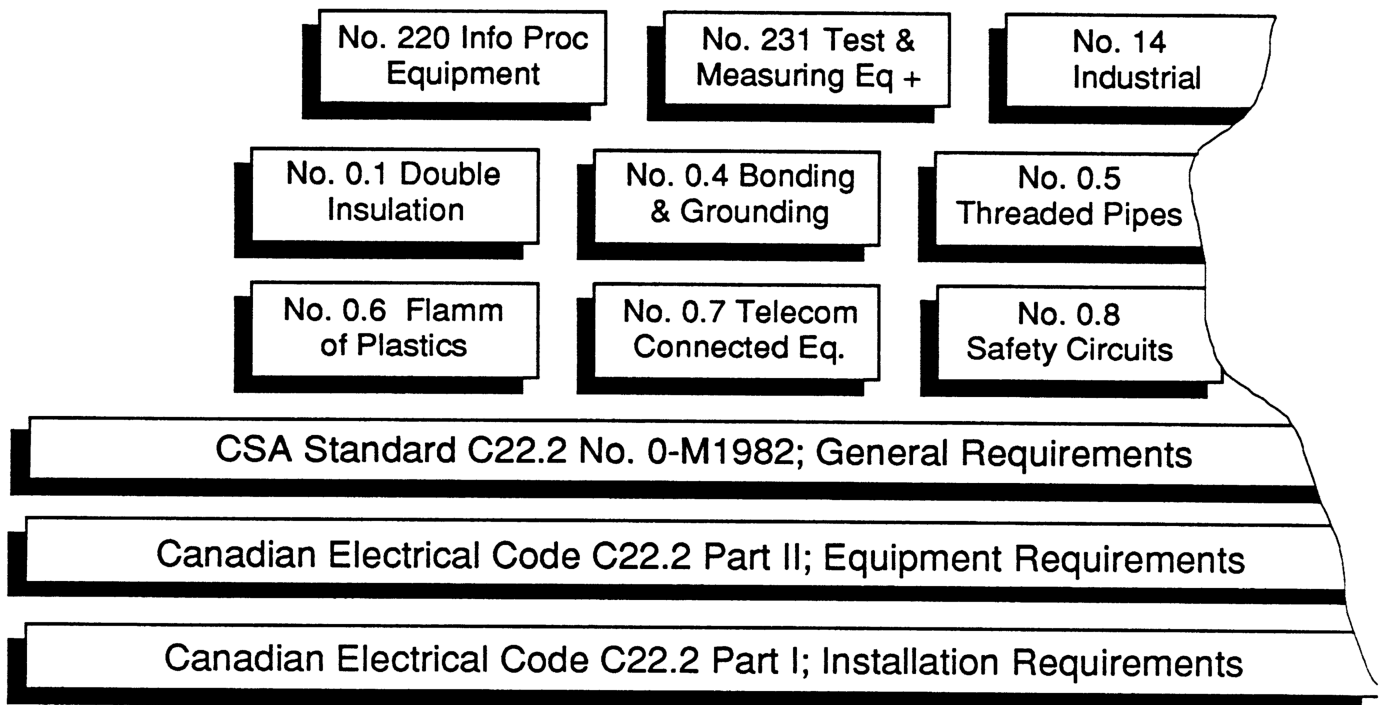 No. 220 Info Proc
Equipment
No. 231 Test &
Measuring Eq +
No. 14
Industrial
No. 0.1 Double
Insulation
No. 0.4 Bonding
& Grounding
No. 0.5
Threaded Pipes
No. 0.6 Flamm
of Plastics
No. 0.7 Telecom
Connected Eq.
No. 0.8
Safety Circuits
CSA Standard C22.2 No. 0-M1982; General Requirements
Canadian Electrical Code C22.2 Part II; Equipment Requirements
Canadian Electrical Code C22.2 Part I; Installation Requirements